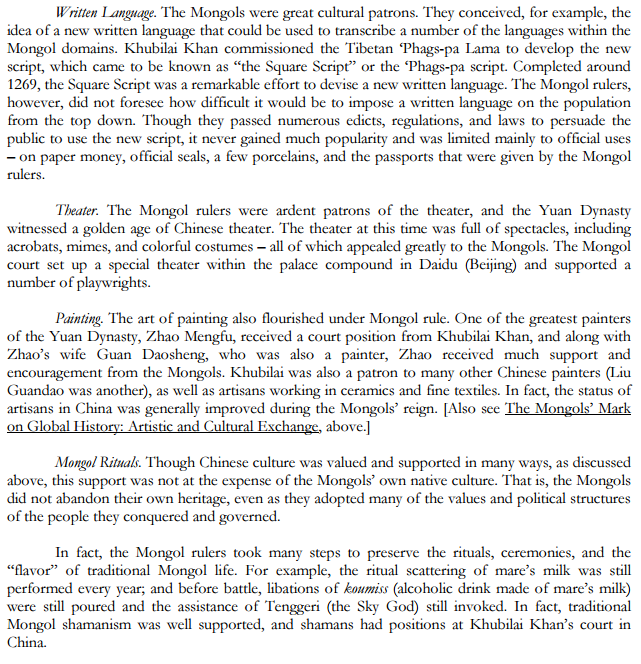 Written Language. The Mongols were great cultural patrons. They conceived, for example, the
idea of a new written language that could be used to transcribe a number of the languages within the
Mongol domains. Khubilai Khan commissioned the Tibetan ‘Phags-pa Lama to develop the new
script, which came to be known as “the Square Script” or the ‘Phags-pa script. Completed around
1269, the Square Script was a remarkable effort to devise a new written language. The Mongol rulers,
however, did not foresee how difficult it would be to impose a written language on the population
from the top down. Though they passed numerous edicts, regulations, and laws to persuade the
public to use the new script, it never gained much popularity and was limited mainly to official uses
– on paper money, official seals, a few porcelains, and the passports that were given by the Mongol
rulers.
Theater. The Mongol rulers were ardent patrons of the theater, and the Yuan Dynasty
witnessed a golden age of Chinese theater. The theater at this time was full of spectacles, including
acrobats, mimes, and colorful costumes – all of which appealed greatly to the Mongols. The Mongol
court set up a special theater within the palace compound in Daidu (Beijing) and supported a
number of playwrights.
Painting. The art of painting also flourished under Mongol rule. One of the greatest painters
of the Yuan Dynasty, Zhao Mengfu, received a court position from Khubilai Khan, and along with
Zhao’s wife Guan Daosheng, who was also a painter, Zhao received much support and
encouragement from the Mongols. Khubilai was also a patron to many other Chinese painters (Liu
Guandao was another), as well as artisans working in ceramics and fine textiles. In fact, the status of
artisans in China was generally improved during the Mongols’ reign. [Also see The Mongols’ Mark
on Global History: Artistic and Cultural Exchange, above.]
Mongol Rituals. Though Chinese culture was valued and supported in many ways, as discussed
above, this support was not at the expense of the Mongols’ own native culture. That is, the Mongols
did not abandon their own heritage, even as they adopted many of the values and political structures
of the people they conquered and governed.
In fact, the Mongol rulers took many steps to preserve the rituals, ceremonies, and the
“flavor” of traditional Mongol life. For example, the ritual scattering of mare’s milk was still
performed every year; and before battle, libations of koumiss (alcoholic drink made of mare’s milk)
were still poured and the assistance of Tenggeri (the Sky God) still invoked. In fact, traditional
Mongol shamanism was well supported, and shamans had positions at Khubilai Khan’s court in
China.